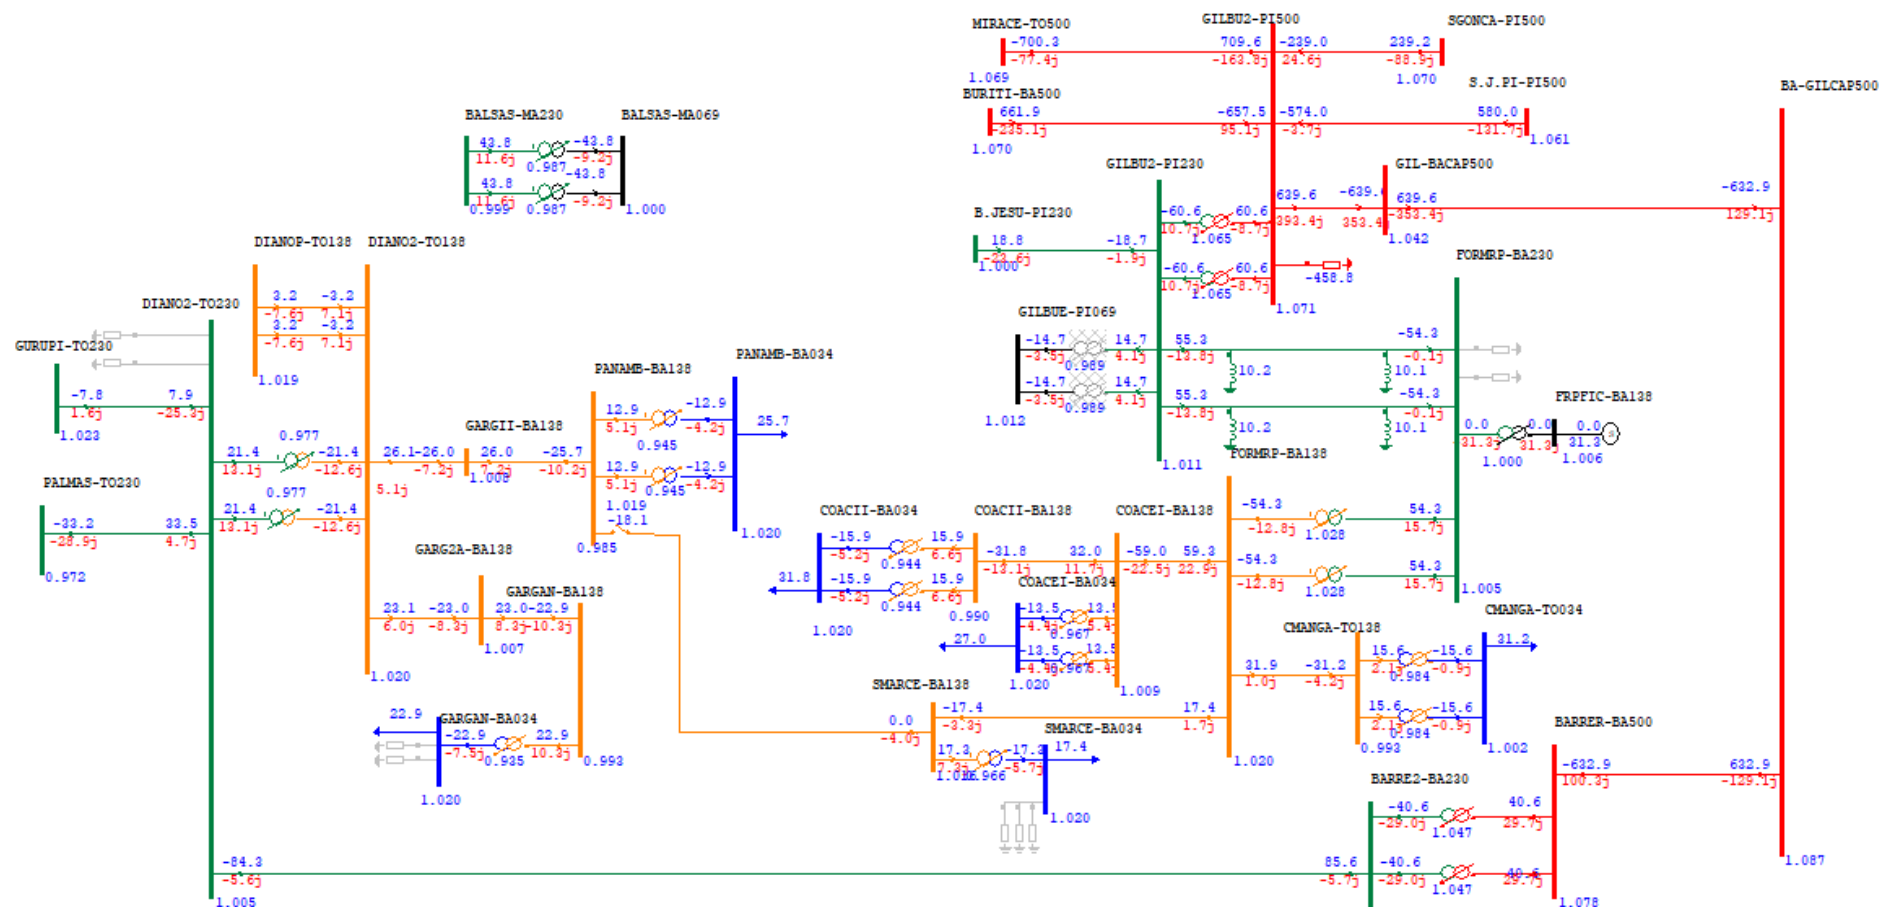 MIRACE-TO500
GILBU2-PI500
SGONCA-PI500
-700.3
709.6
-239.0
239.2
-77.4j
-163.8j
24.6j
-88.9j
1.069
1.070
BURITI-BA500
S.J.PI-PI500
BA-GILCAP500
661.9
-657.5
-574.0
580.0
-235.1j
95.1j
-3.7j
-131.7j
1.070
1.061
BALSAS-MA230
BALSAS-MA069
43.8
-43.8
11.6j
0.987
-9.2j
43.8
-43.8
11.6j
0.987
-9.2j
0.999
1.000
GILBU2-PI230
GIL-BACAP500
-60.6
60.6
639.6
-639.6
639.6
-632.9
10.7j
-8.7j
393.4j
353.4
-353.4j
129.1j
1.065
1.042
B.JESU-PI230
18.8
-18.7
-23.6j
-1.9j
1.000
-60.6
60.6
10.7j
-8.7j
1.065
-458.8
1.071
FORMRP-BA230
DIANOP-TO138
DIANO2-TO138
3.2
-3.2
-7.6j
7.1j
3.2
-3.2
-7.6j
7.1j
1.019
DIANO2-TO230
GURUPI-TO230
-7.8
7.9
1.6j
-25.3j
1.023
GILBUE-PI069
-14.7
14.7
55.3
-54.3
-3.5j
0.989
4.1j
-13.8j
-0.1j
10.2
10.1
-14.7
14.7
55.3
-54.3
-3.5j
0.989
4.1j
-13.8j
-0.1j
1.012
10.2
10.1
1.011
FRPFIC-BA138
0.0
0.0
0.0
31.3j
31.3j
31.3
1.000
1.006
PANAMB-BA138
PANAMB-BA034
12.9
-12.9
5.1j
-4.2j
0.945
25.7
12.9
-12.9
5.1j
0.945
-4.2j
1.019
-18.1
0.985
1.020
GARGII-BA138
21.4
0.977
-21.4
26.1
-26.0
26.0
-25.7
13.1j
-12.6j
5.1j
-7.2j
7.2j
-10.2j
1.008
PALMAS-TO230
0.977
21.4
-21.4
13.1j
-12.6j
-33.2
33.5
-28.9j
4.7j
0.972
FORMRP-BA138
-54.3
54.3
-12.8j
1.028
15.7j
-54.3
54.3
-12.8j
1.028
15.7j
1.005
COACII-BA034
COACII-BA138
COACEI-BA138
-15.9
15.9
-31.8
32.0
-59.0
59.3
-5.2j
0.944
6.6j
-13.1j
11.7j
-22.5j
22.9j
31.8
-15.9
15.9
-5.2j
0.944
6.6j
0.990
1.020
COACEI-BA034
-13.5
13.5
-4.4j
0.967
5.4j
27.0
-13.5
13.5
-4.4j
0.967
5.4j
1.020
1.009
GARG2A-BA138
GARGAN-BA138
23.1
-23.0
23.0
-22.9
6.0j
-8.3j
8.3j
-10.3j
1.007
1.020
CMANGA-TO034
CMANGA-TO138
31.9
-31.2
15.6
-15.6
31.2
1.0j
-4.2j
2.1j
0.984
-0.9j
15.6
-15.6
2.1j
0.984
-0.9j
0.993
1.002
GARGAN-BA034
22.9
-22.9
22.9
-7.5j
0.935
10.3j
0.993
1.020
SMARCE-BA138
-17.4
17.4
0.0
-3.3j
1.7j
-4.0j
SMARCE-BA034
17.3
-17.3
17.4
7.3j
0.966
-5.7j
1.020
1.020
BARRER-BA500
BARRE2-BA230
-632.9
632.9
100.3j
-129.1j
-40.6
40.6
-29.0j
1.047
29.7j
-84.3
85.6
-40.6
40.6
-5.6j
-5.7j
-29.0j
1.047
29.7j
1.005
1.078
1.087